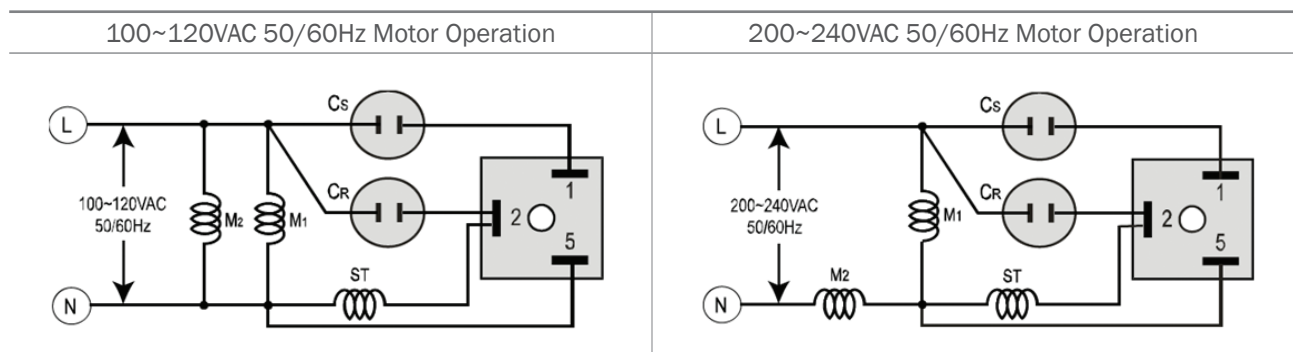 100~120VAC 50/60Hz Motor Operation
200~240VAC 50/60Hz Motor Operation
CS
L
1
CR
100~120VAC
50/60Hz
M2
M1
2
5
ST
N
CS
L
1
CR
200~240VAC
50/60Hz
M1
2
5
M2
ST
N